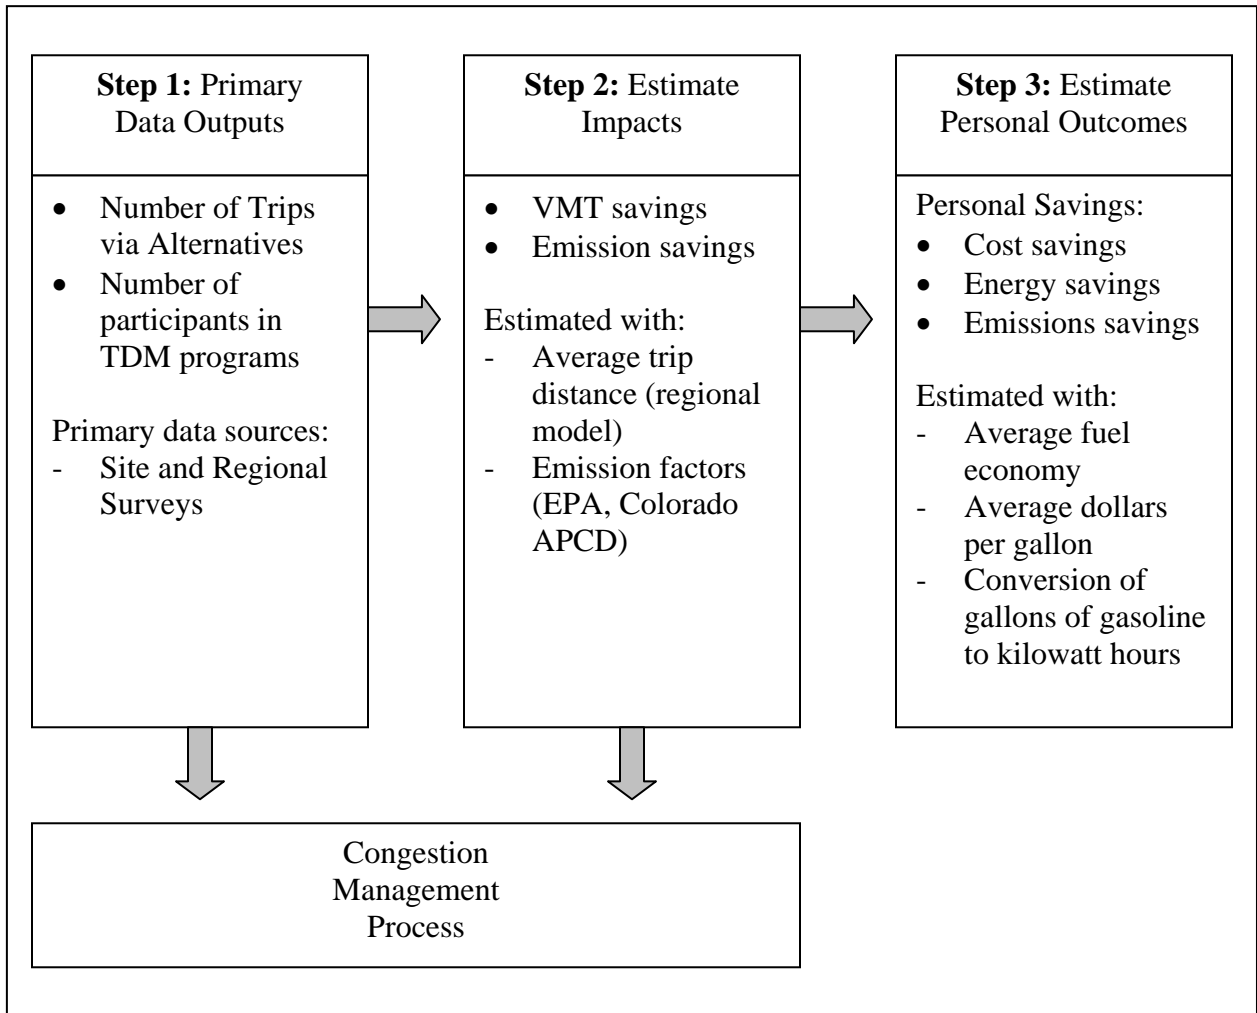 Step 1: Primary
Data Outputs
• Number of Trips
via Alternatives
• Number of
participants in
TDM programs
Primary data sources:
- Site and Regional
Surveys
Step 2: Estimate
Impacts
• VMT savings
• Emission savings
Estimated with:
- Average trip
distance (regional
model)
- Emission factors
(EPA, Colorado
APCD)
Step 3: Estimate
Personal Outcomes
Personal Savings:
• Cost savings
• Energy savings
• Emissions savings
Estimated with:
- Average fuel
economy
- Average dollars
per gallon
- Conversion of
gallons of gasoline
to kilowatt hours
Congestion
Management
Process